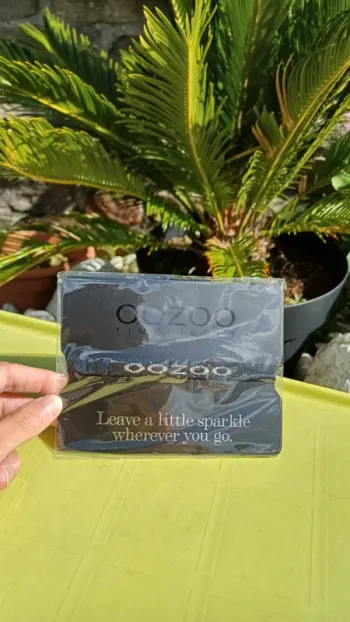 OOZOO
TIMEPIECES
OOZOO
Leave a little sparkle
wherever you go.